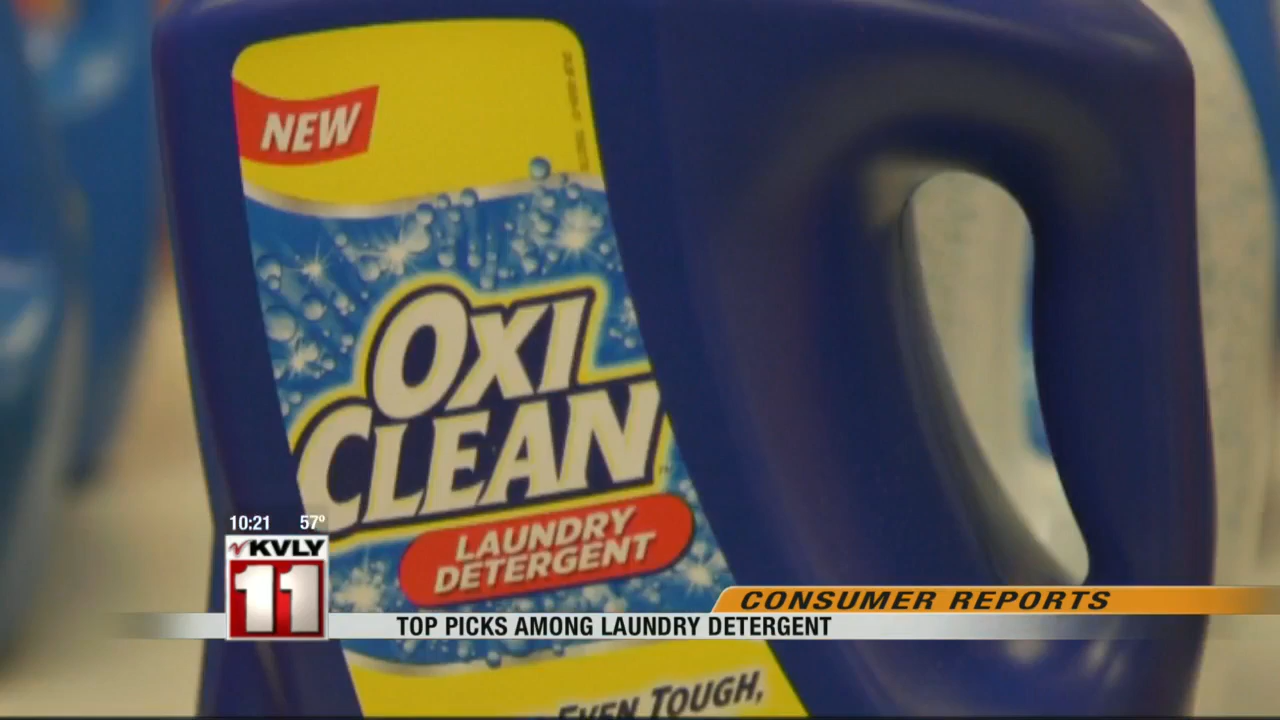 NEW
OXI
CLEAN
LAUNDRY
DETERGENT
10:21 57°
KVLY
11
CONSUMER REPORTS
TOP PICKS AMONG LAUNDRY DETERGENT
EVEN TOUGH,